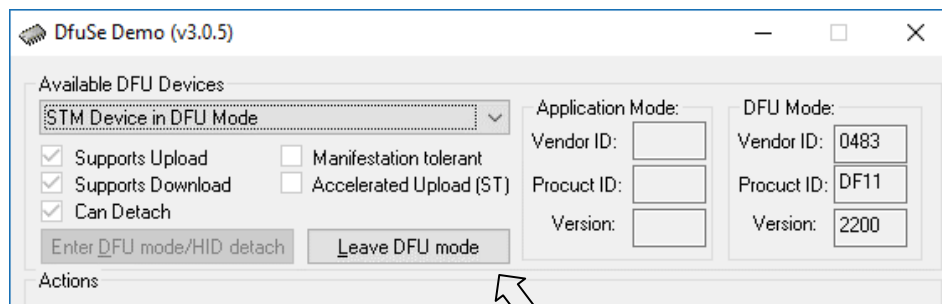 DfuSe Demo (v3.0.5)
Available DFU Devices
STM Device in DFU Mode
Supports Upload
Manifestation tolerant
Supports Download
Accelerated Upload (ST)
Can Detach
Enter DFU mode/HID detach
Leave DFU mode
Application Mode:
Vendor ID:
Procuct ID:
Version:
DFU Mode:
Vendor ID: 0483
Procuct ID: DF11
Version: 2200
Actions